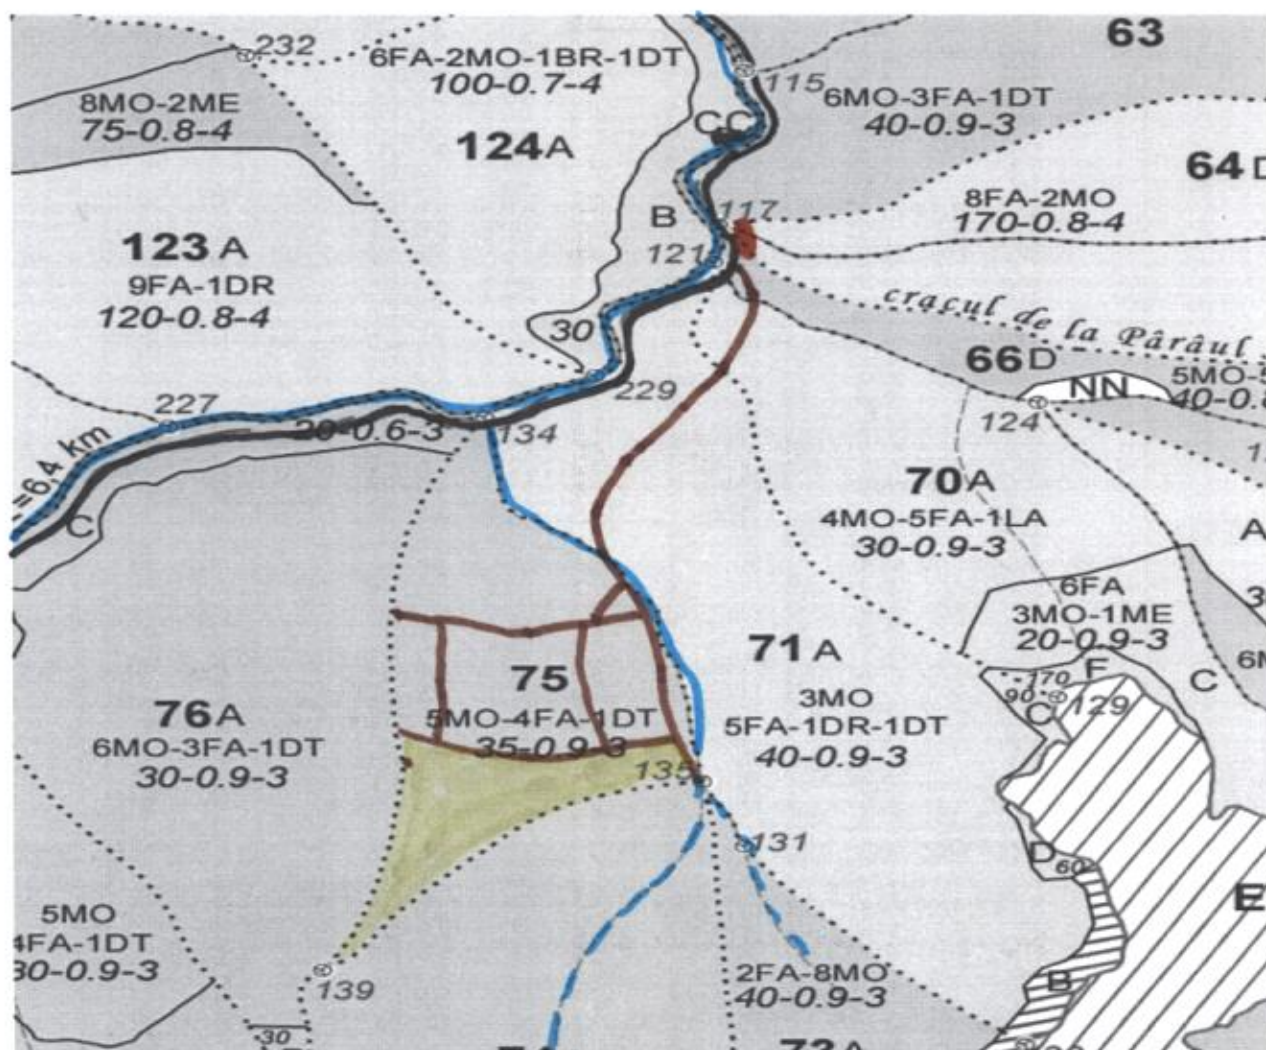 63
232
6FA-2MO-1BR-1DT
100-0.7-4
115
8MO-2ME
75-0.8-4
6MO-3FA-1DT
40-0.9-3
CC
124A
64
8FA-2MO
170-0.8-4
B
117
123A
121
9FA-1DR
120-0.8-4
cracul de la Pârâul
30
66D
NN
229
227
20-0.6-3
134
124
=6,4 km
C
70A
4MO-5FA-1LA
30-0.9-3
A
6FA
3MO-1ME
20-0.9-3
71A
75
C
F
170
90
129
C
3MO
5FA-1DR-1DT
40-0.9-3
76A
6MO-3FA-1DT
30-0.9-3
5MO-4FA-1DT
35-0.9-3
135
131
D
60
E
5MO
4FA-1DT
30-0.9-3
139
2FA-8MO
40-0.9-3
B
30